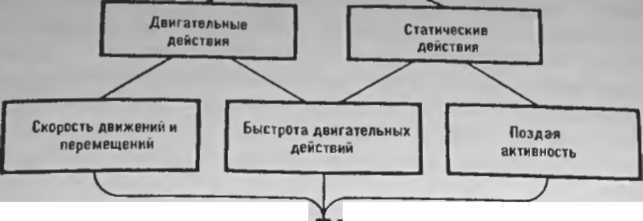 Двигательные
действия
Статические
действия
Скорость движений и
перемещений
Быстрота двигательных
действий
Поздая
активность